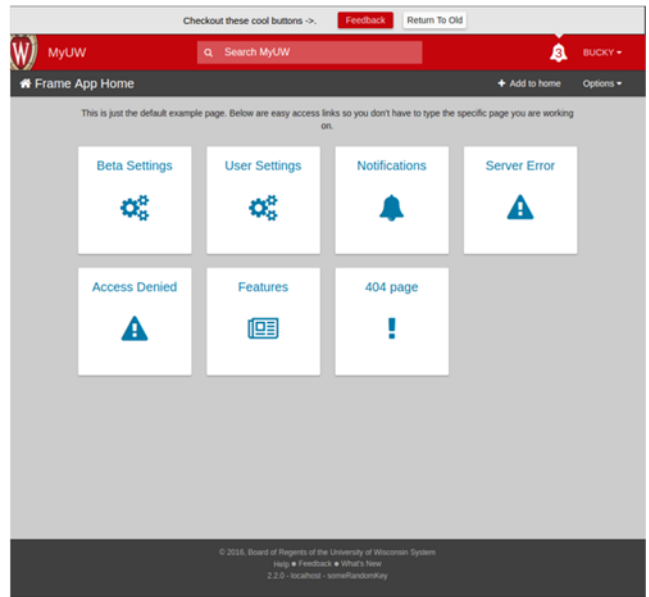 Checkout these cool buttons ->. Feedback Return To Old
W MyUW Search MyUW 3 BUCKY
Frame App Home + Add to home Options
This is just the default example page. Below are easy access links so you don't have to type the specific page you are working
on.
Beta Settings User Settings Notifications Server Error
Access Denied Features 404 page
© 2016, Board of Regents of the University of Wisconsin System
Help • Feedback • What's New
2.2.0 - localhost - someRandomKey